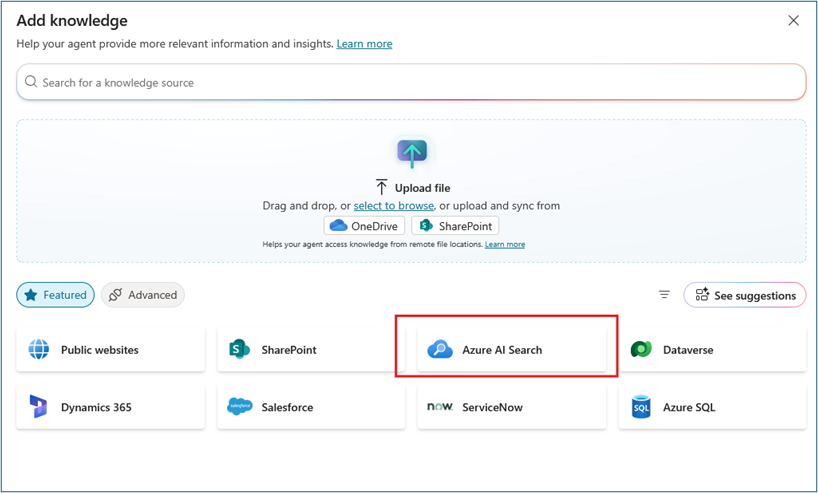 Add knowledge
Help your agent provide more relevant information and insights. Learn more
Search for a knowledge source
Upload file
Drag and drop, or select to browse, or upload and sync from
OneDrive SharePoint
Helps your agent access knowledge from remote file locations. Learn more
Featured Advanced See suggestions
Public websites SharePoint Azure AI Search Dataverse
Dynamics 365 salesforce Salesforce now. ServiceNow SQL Azure SQL